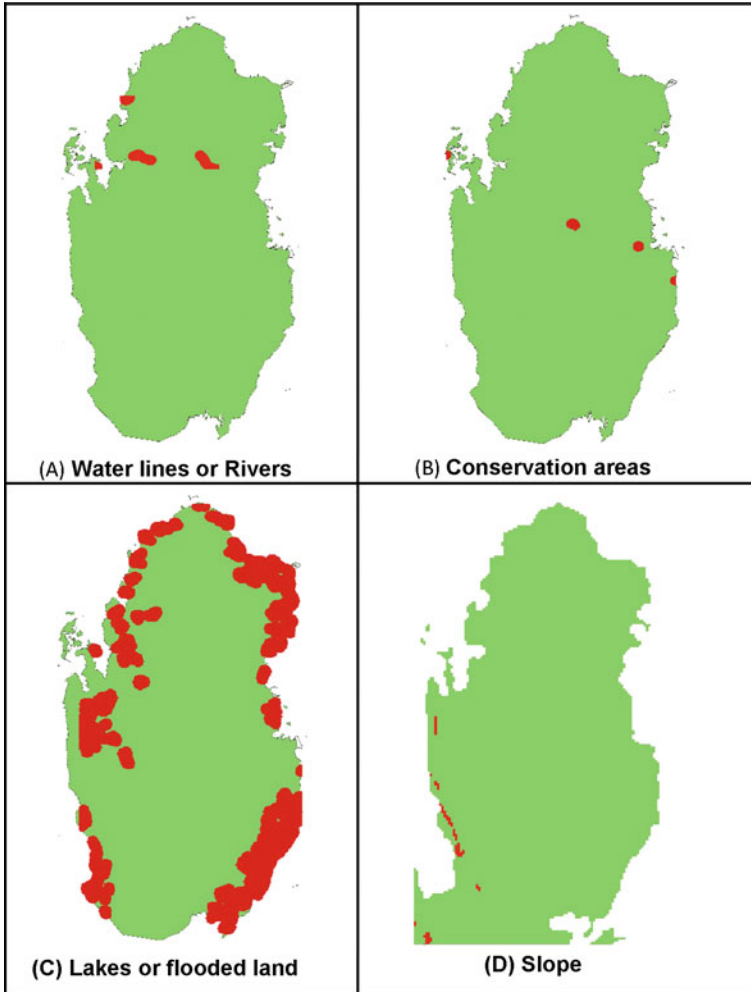 (A) Water lines or Rivers
(B) Conservation areas
(C) Lakes or flooded land
(D) Slope